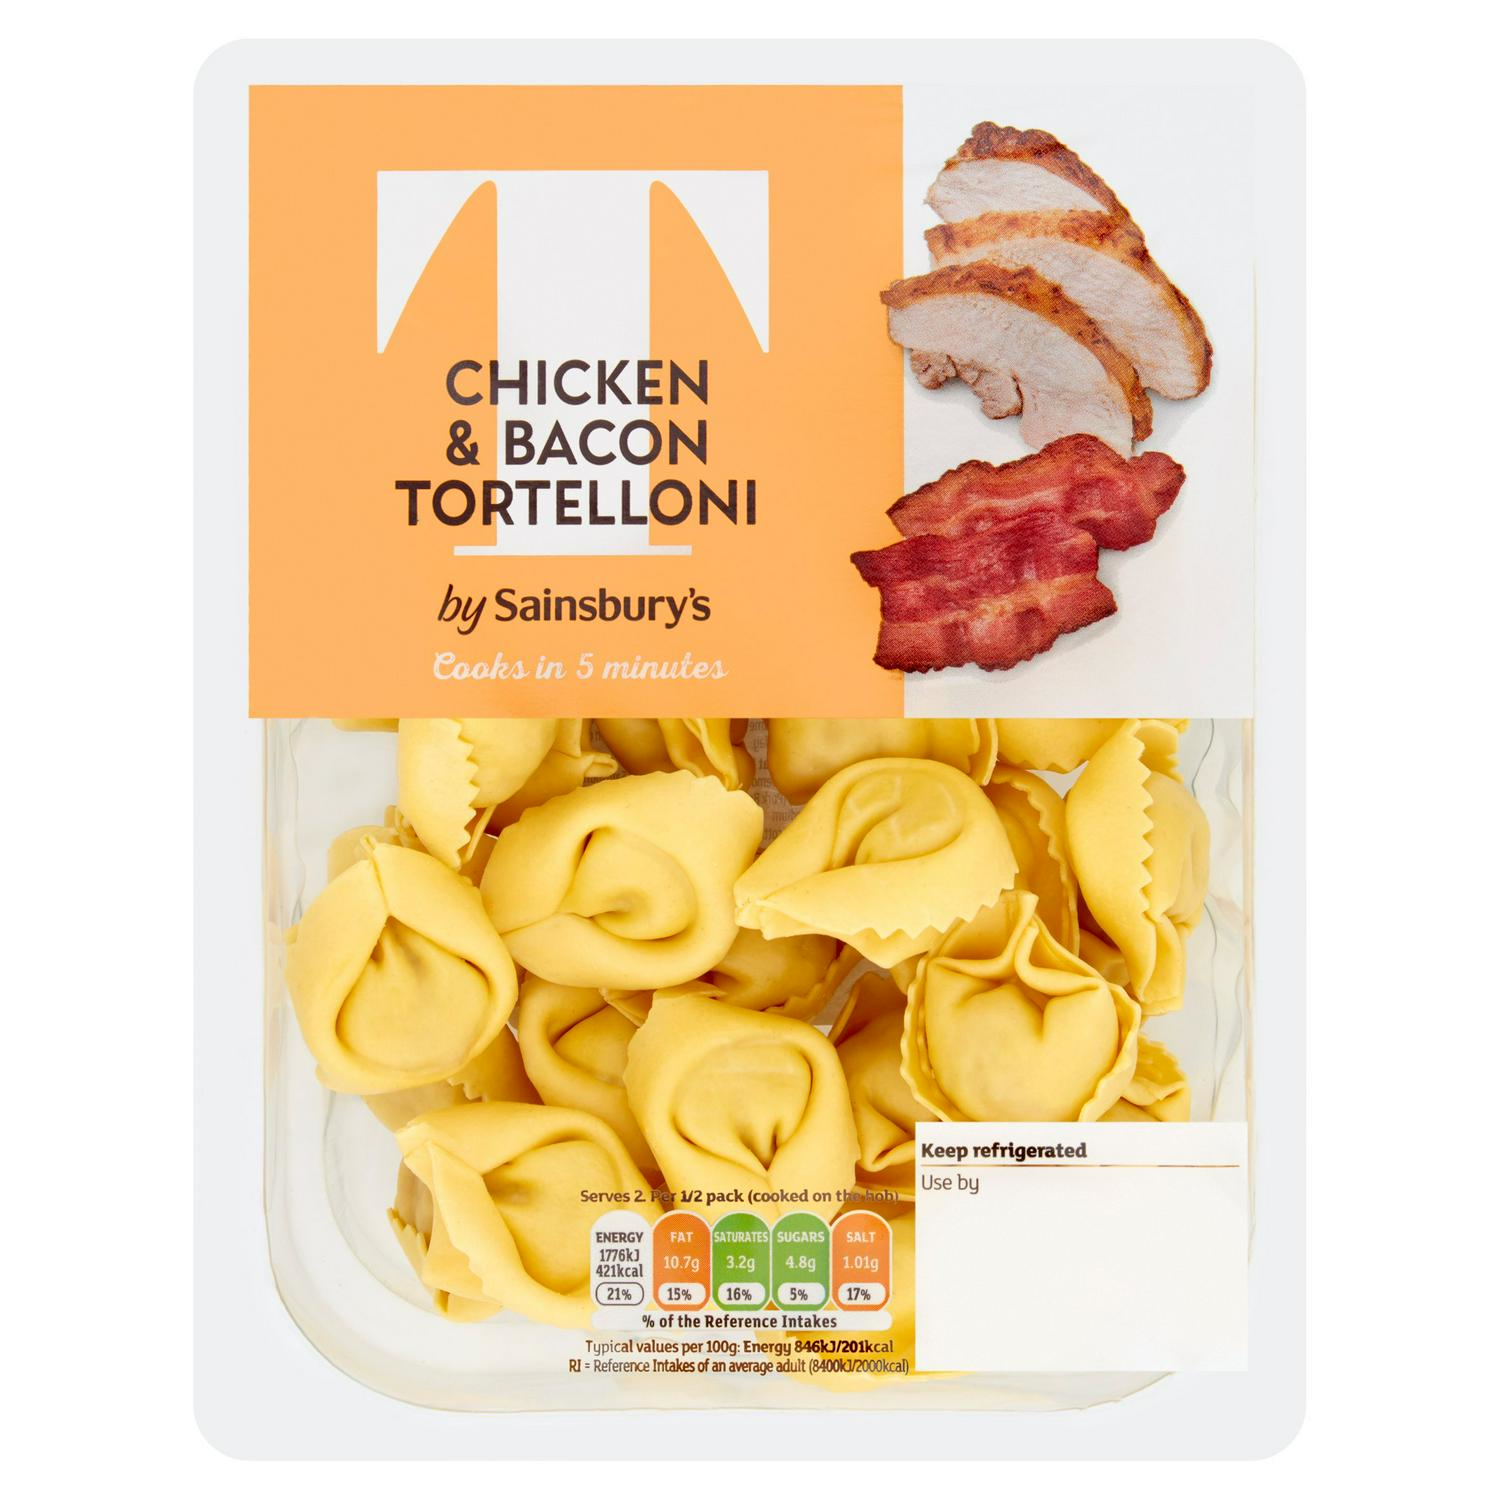 T
CHICKEN
& BACON
TORTELLONI
by Sainsbury's
Cooks in 5 minutes
Keep refrigerated
Use by
Serves 2. Per 1/2 pack (cooked on the hob)
ENERGY 1776kJ 421kcal 21%
FAT 10.7g 15%
SATURATES 3.2g 16%
SUGARS 4.8g 5%
SALT 1.01g 17%
% of the Reference Intakes
Typical values per 100g: Energy 846kJ/201kcal
RI = Reference Intakes of an average adult (8400kJ/2000kcal)